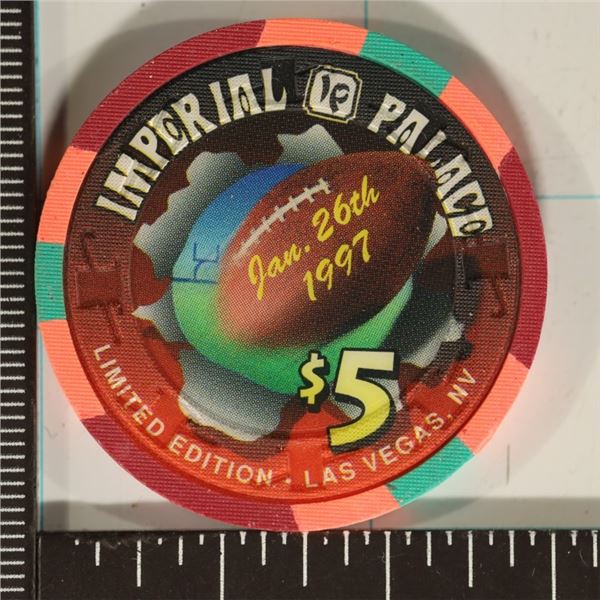 IMPERIAL IP PALACE
Jan. 26th
1997
$5
LIMITED EDITION • LAS VEGAS, NV